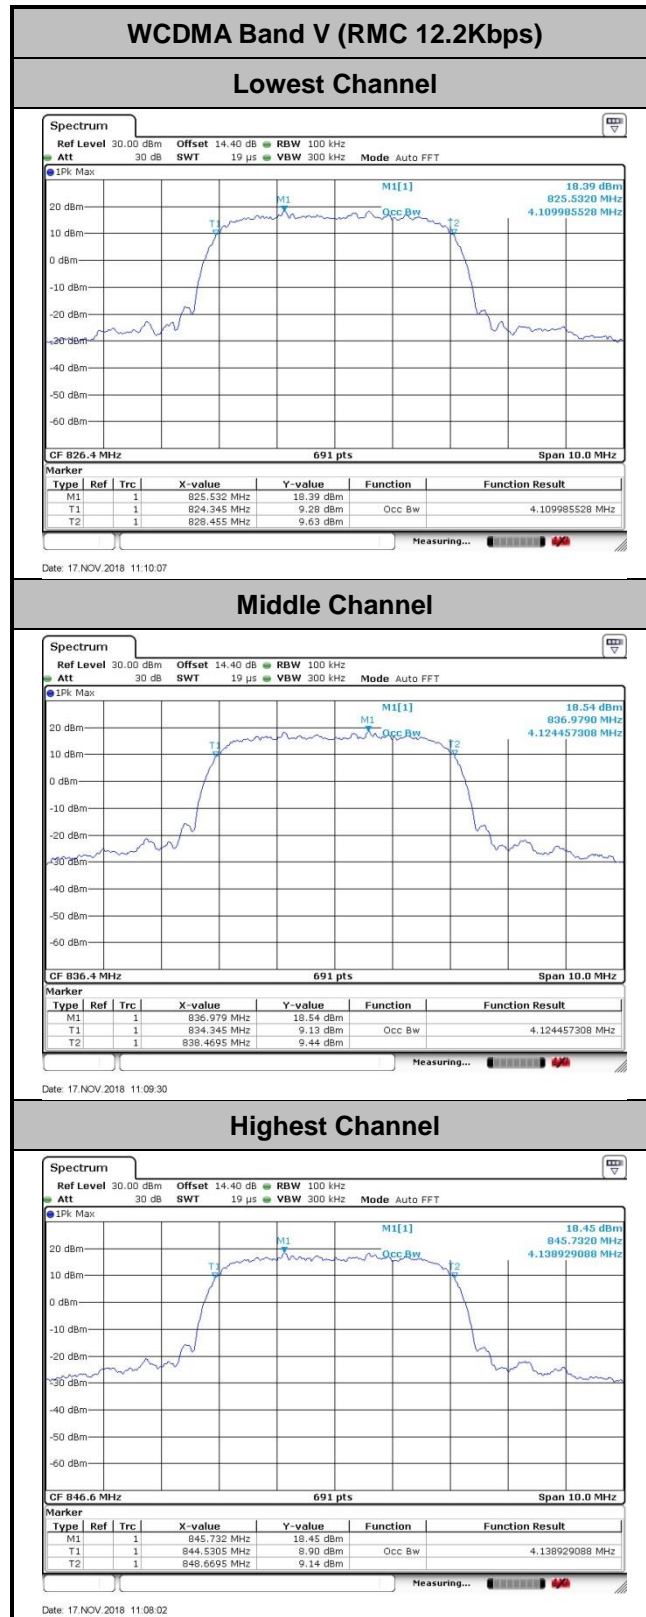 WCDMA Band V (RMC 12.2Kbps)
Lowest Channel
Spectrum
Ref Level 30.00 dBm Offset 14.40 dB RBW 100 kHz
Att 30 dB SWT 19 µs VBW 300 kHz Mode Auto FFT
1Pk Max
M1[1] 18.39 dBm
825.5320 MHz
Occ Bw 4.109985528 MHz
M1
T1
T2
20 dBm
10 dBm
0 dBm
-10 dBm
-20 dBm
-30 dBm
-40 dBm
-50 dBm
-60 dBm
CF 826.4 MHz 691 pts Span 10.0 MHz
Marker
Type Ref Trc X-value Y-value Function Function Result
M1 1 825.532 MHz 18.39 dBm
T1 1 824.345 MHz 9.28 dBm Occ Bw 4.109985528 MHz
T2 1 828.455 MHz 9.63 dBm
Measuring...
Date: 17.NOV.2018 11:10:07
Middle Channel
Spectrum
Ref Level 30.00 dBm Offset 14.40 dB RBW 100 kHz
Att 30 dB SWT 19 µs VBW 300 kHz Mode Auto FFT
1Pk Max
M1[1] 18.54 dBm
836.9790 MHz
Occ Bw 4.124457308 MHz
M1
T1
T2
20 dBm
10 dBm
0 dBm
-10 dBm
-20 dBm
-30 dBm
-40 dBm
-50 dBm
-60 dBm
CF 836.4 MHz 691 pts Span 10.0 MHz
Marker
Type Ref Trc X-value Y-value Function Function Result
M1 1 836.979 MHz 18.54 dBm
T1 1 834.345 MHz 9.13 dBm Occ Bw 4.124457308 MHz
T2 1 838.4695 MHz 9.44 dBm
Measuring...
Date: 17.NOV.2018 11:09:30
Highest Channel
Spectrum
Ref Level 30.00 dBm Offset 14.40 dB RBW 100 kHz
Att 30 dB SWT 19 µs VBW 300 kHz Mode Auto FFT
1Pk Max
M1[1] 18.45 dBm
845.7320 MHz
Occ Bw 4.138929088 MHz
M1
T1
T2
20 dBm
10 dBm
0 dBm
-10 dBm
-20 dBm
-30 dBm
-40 dBm
-50 dBm
-60 dBm
CF 846.6 MHz 691 pts Span 10.0 MHz
Marker
Type Ref Trc X-value Y-value Function Function Result
M1 1 845.732 MHz 18.45 dBm
T1 1 844.5305 MHz 8.90 dBm Occ Bw 4.138929088 MHz
T2 1 848.6695 MHz 9.14 dBm
Measuring...
Date: 17.NOV.2018 11:08:02